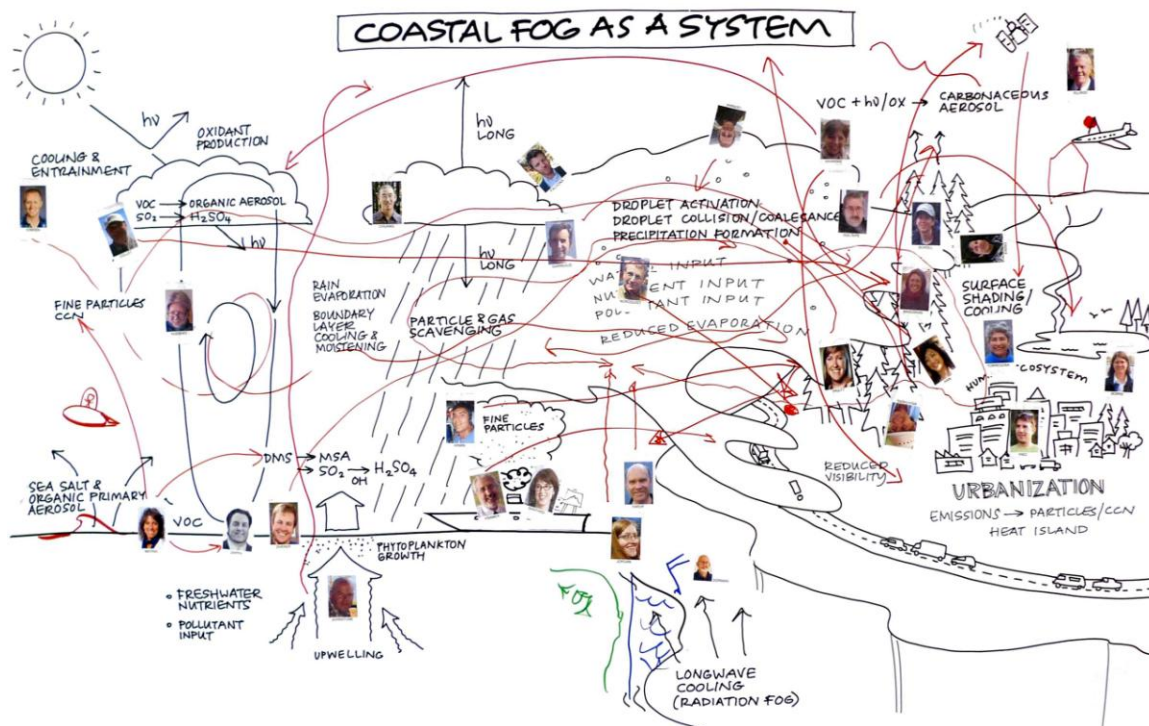 COASTAL FOG AS A SYSTEM
hν
OXIDANT
PRODUCTION
COOLING &
ENTRAINMENT
VOC → ORGANIC AEROSOL
SO₂ → H₂SO₄
hν
FINE PARTICLES
CCN
hν
LONG
hν
LONG
RAIN
EVAPORATION
BOUNDARY
LAYER
COOLING
& MOISTENING
PARTICLE & GAS
SCAVENGING
DROPLET ACTIVATION
DROPLET COLLISION/COALESANCE
PRECIPITATION FORMATION
INPUT
INPUT
INPUT
REDUCED EVAPORATION
VOC + hν/OX → CARBONACEOUS
AEROSOL
SURFACE
SHADING/
COOLING
HUM
COSYSTEM
FINE
PARTICLES
DMS → MSA
→ SO₂ → H₂SO₄
OH
SEA SALT &
ORGANIC PRIMARY
AEROSOL
VOC
PHYTOPLANKTON
GROWTH
FRESHWATER
NUTRIENTS
POLLUTANT
INPUT
UPWELLING
FOG
LONGWAVE
COOLING
(RADIATION FOG)
REDUCED
VISIBILITY
!
URBANIZATION
EMISSIONS → PARTICLES/CCN
HEAT ISLAND